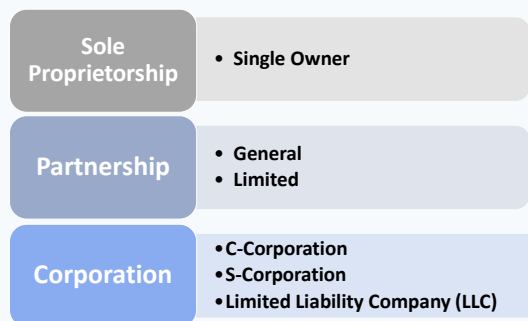 Sole
Proprietorship
• Single Owner
Partnership
• General
• Limited
Corporation
•C-Corporation
•S-Corporation
•Limited Liability Company (LLC)